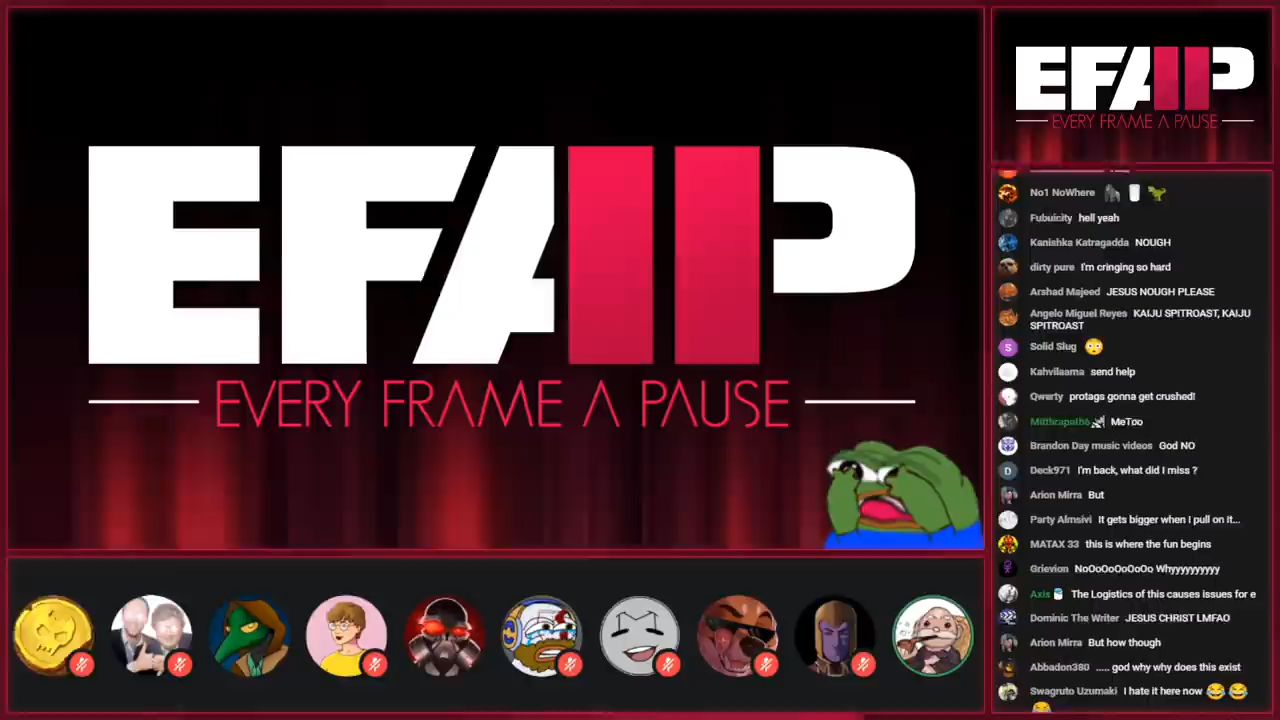 EFAP
EVERY FRAME A PAUSE
EFAP
EVERY FRAME A PAUSE
No1 NoWhere
Fubuicity hell yeah
Kanishka Katragadda NOUGH
dirty pure I'm cringing so hard
Arshad Majeed JESUS NOUGH PLEASE
Angelo Miguel Reyes KAIJU SPITROAST, KAIJU
SPITROAST
S Solid Slug 😳
Kahvilaama send help
Qwerty protags gonna get crushed!
MeToo
Brandon Day music videos God NO
D Deck971 I'm back, what did I miss ?
Arion Mirra But
Party Almsivi It gets bigger when I pull on it...
MATAX 33 this is where the fun begins
Grievion NoOoOoOoOoOo Whyyyyyyyyyy
Axis The Logistics of this causes issues for e
Dominic The Writer JESUS CHRIST LMFAO
Arion Mirra But how though
Abbadon380 ..... god why why does this exist
Swagruto Uzumaki I hate it here now 😂 😂
😂